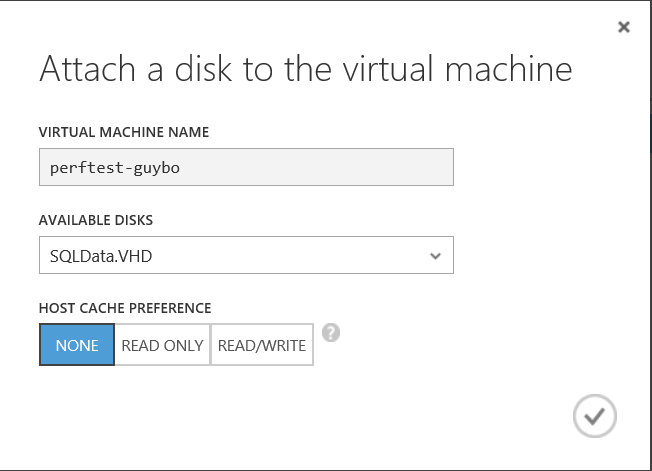 Attach a disk to the virtual machine
VIRTUAL MACHINE NAME
perftest-guybo
AVAILABLE DISKS
SQLData.VHD
HOST CACHE PREFERENCE
NONE READ ONLY READ/WRITE ?